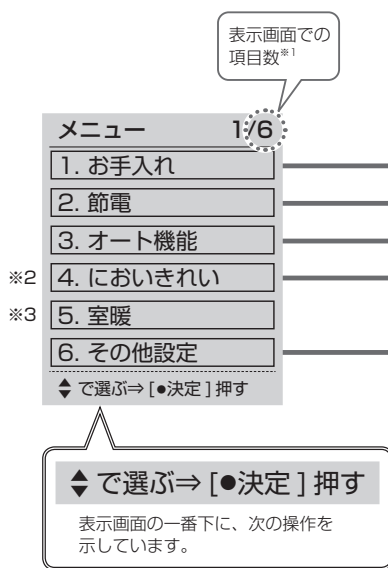 表示画面での
項目数※1
メニュー 1/6
1. お手入れ
2. 節電
3. オート機能
※2 4. においきれい
※3 5. 室暖
6. その他設定
♦ で選ぶ⇒ [●決定] 押す
♦ で選ぶ⇒ [●決定] 押す
表示画面の一番下に、次の操作を
示しています。